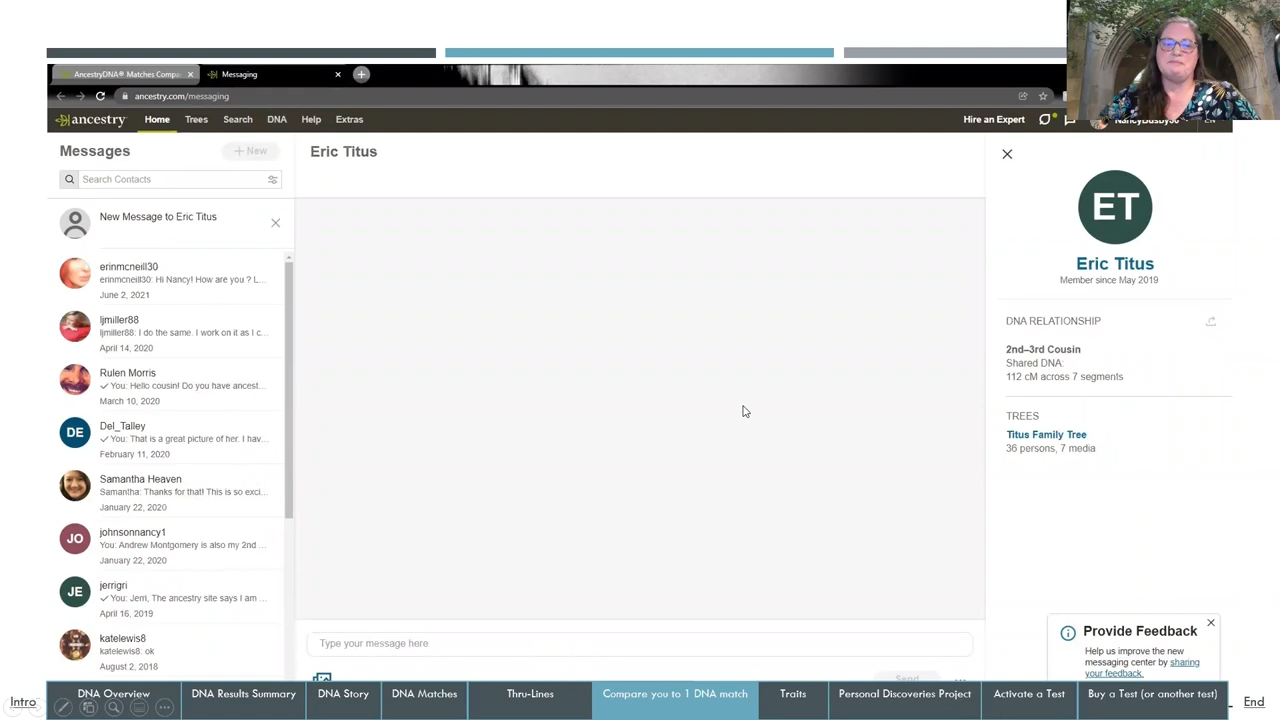 AncestryDNA® Matches Compa
Messaging
ancestry.com/messaging
ancestry
Home
Trees
Search
DNA
Help
Extras
Hire an Expert
EN
Messages
+ New
Search Contacts
New Message to Eric Titus
erinmcneill30
erinmcneill30: Hi Nancy! How are you ? L...
June 2, 2021
ljmiller88
ljmiller88: I do the same. I work on it as I c...
April 14, 2020
Rulen Morris
You: Hello cousin! Do you have ancest...
March 10, 2020
DE
Del_Talley
You: That is a great picture of her. I hav...
February 11, 2020
Samantha Heaven
Samantha: Thanks for that! This is so exci...
January 22, 2020
JO
johnsonnancy1
You: Andrew Montgomery is also my 2nd ...
January 22, 2020
JE
jerrigri
You: Jerri, The ancestry site says I am ...
April 16, 2019
katelewis8
katelewis8: ok
August 2, 2018
Eric Titus
Type your message here
Send
ET
Eric Titus
Member since May 2019
DNA RELATIONSHIP
2nd–3rd Cousin
Shared DNA:
112 cM across 7 segments
TREES
Titus Family Tree
36 persons, 7 media
Provide Feedback
Help us improve the new
messaging center by sharing
your feedback.
Intro
DNA Overview
DNA Results Summary
DNA Story
DNA Matches
Thru-Lines
Compare you to 1 DNA match
Traits
Personal Discoveries Project
Activate a Test
Buy a Test (or another test)
End